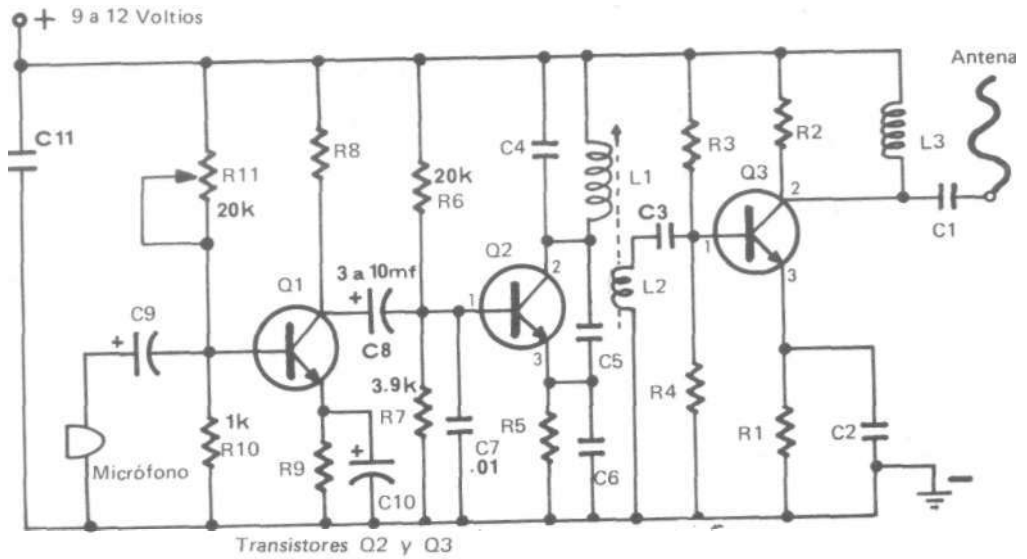 + 9 a 12 Voltios
Antena
C11
R11
20k
R8
20k
R6
C4
L1
R3
R2
Q3
L3
C1
C3
L2
1
2
3
Q2
1
2
3
3 a 10mf
+
C8
Q1
C9
+
C5
R4
3.9k
R7
C7
.01
R5
C6
R1
C2
1k
R10
Micrófono
R9
+
C10
−
Transistores Q2 y Q3